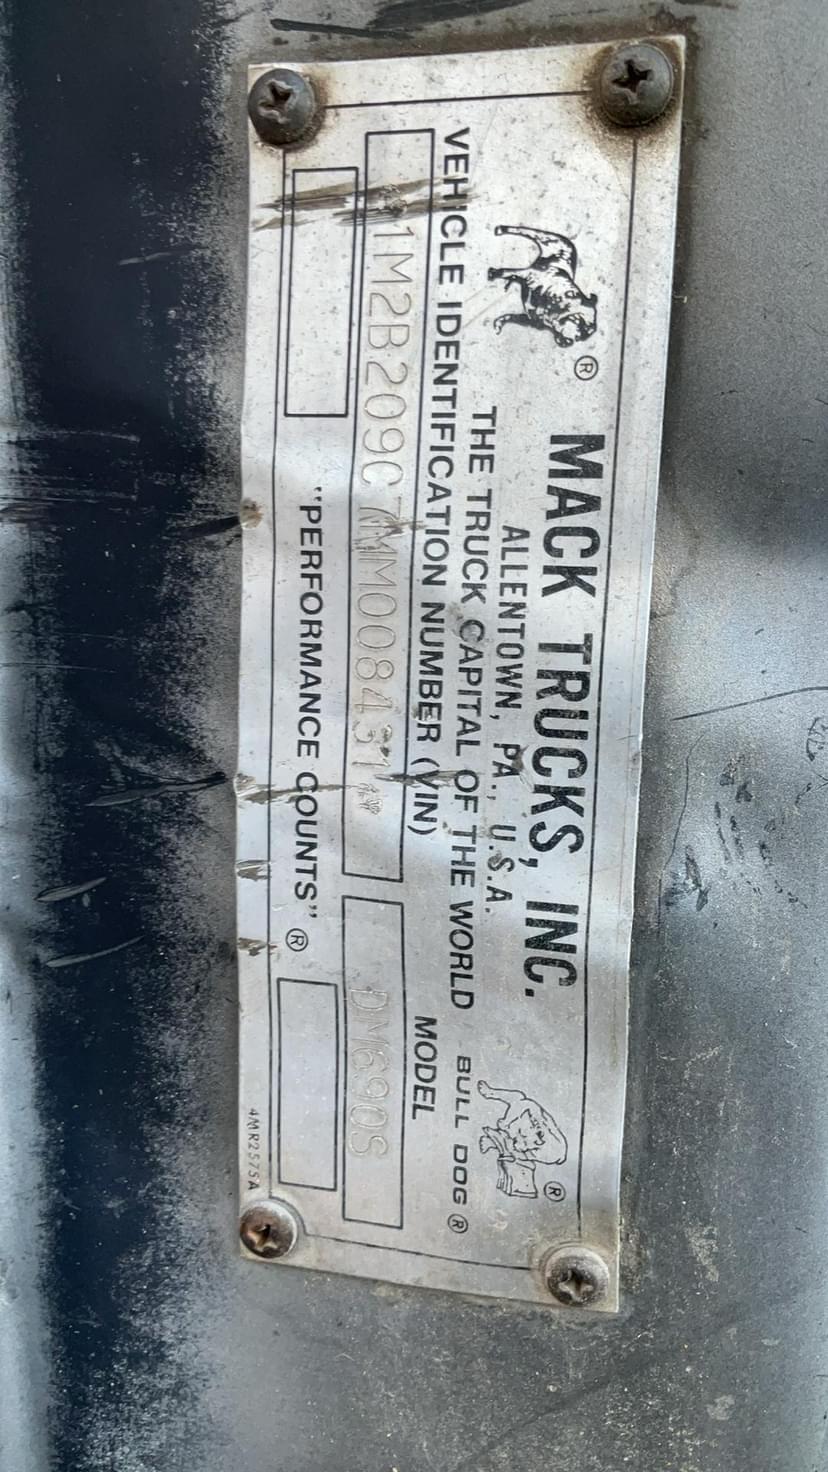 ®
MACK TRUCKS, INC.
ALLENTOWN, PA., U.S.A.
THE TRUCK CAPITAL OF THE WORLD
BULL DOG®
®
VEHICLE IDENTIFICATION NUMBER (VIN)
MODEL
1M2B209C7MM008431
DM690S
"PERFORMANCE COUNTS"®
4MR2575A